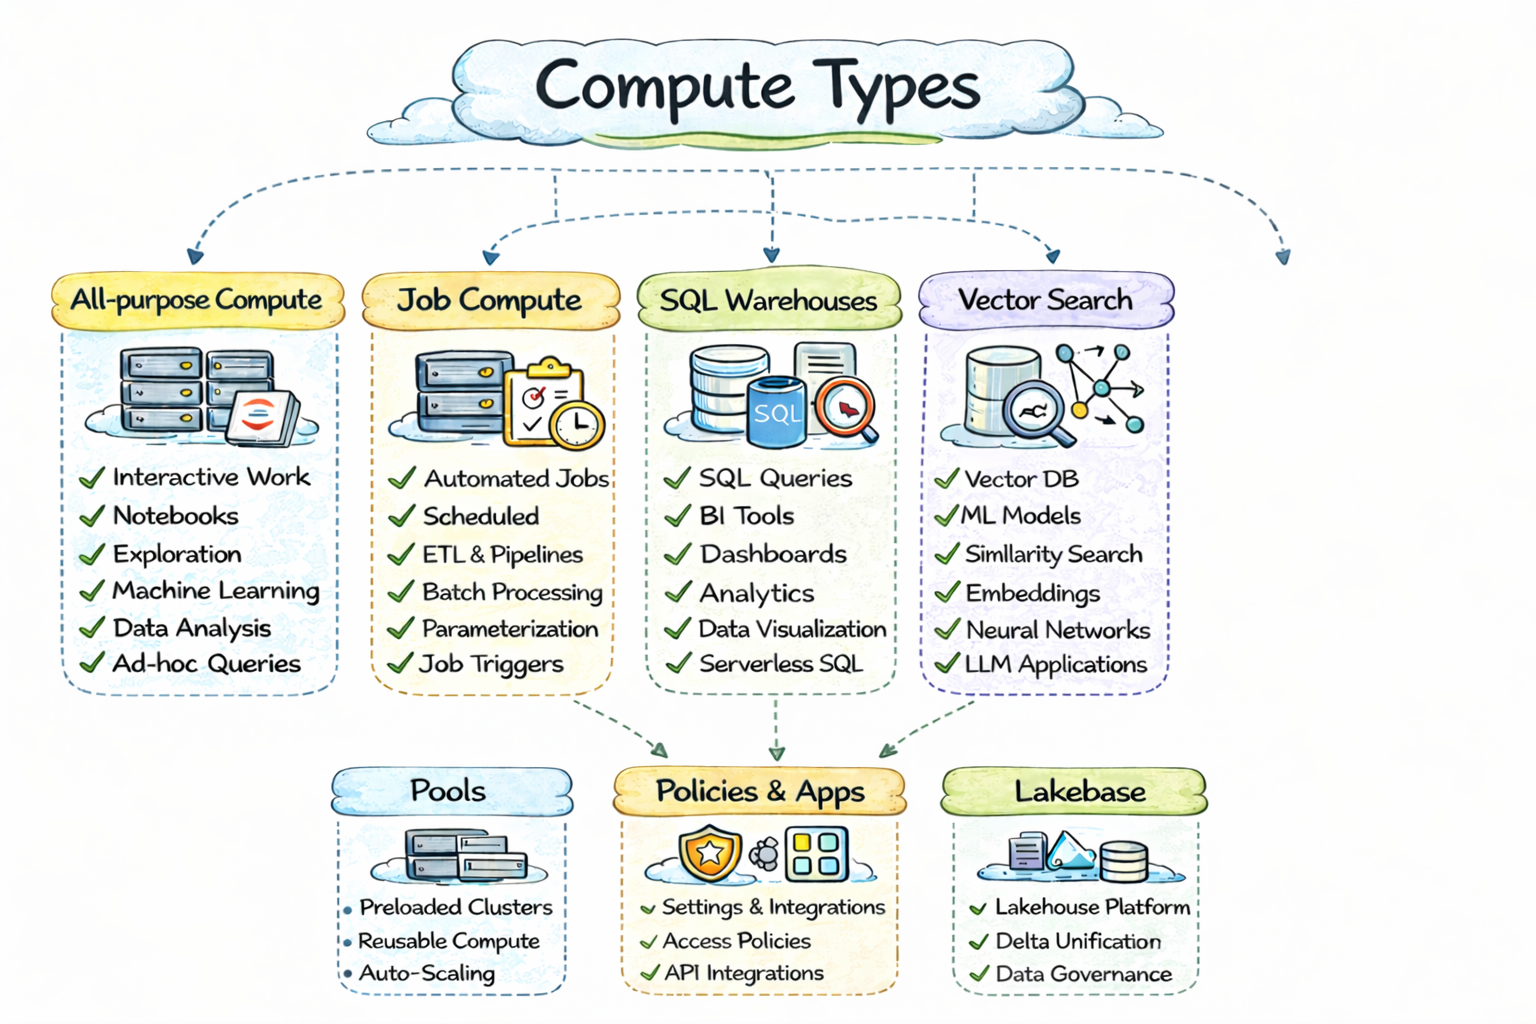 Compute Types
All-purpose Compute
Interactive Work
Notebooks
Exploration
Machine Learning
Data Analysis
Ad-hoc Queries
Job Compute
Automated Jobs
Scheduled
ETL & Pipelines
Batch Processing
Parameterization
Job Triggers
SQL Warehouses
SQL
SQL Queries
BI Tools
Dashboards
Analytics
Data Visualization
Serverless SQL
Vector Search
Vector DB
ML Models
Similarity Search
Embeddings
Neural Networks
LLM Applications
Pools
Preloaded Clusters
Reusable Compute
Auto-Scaling
Policies & Apps
Settings & Integrations
Access Policies
API Integrations
Lakebase
Lakehouse Platform
Delta Unification
Data Governance